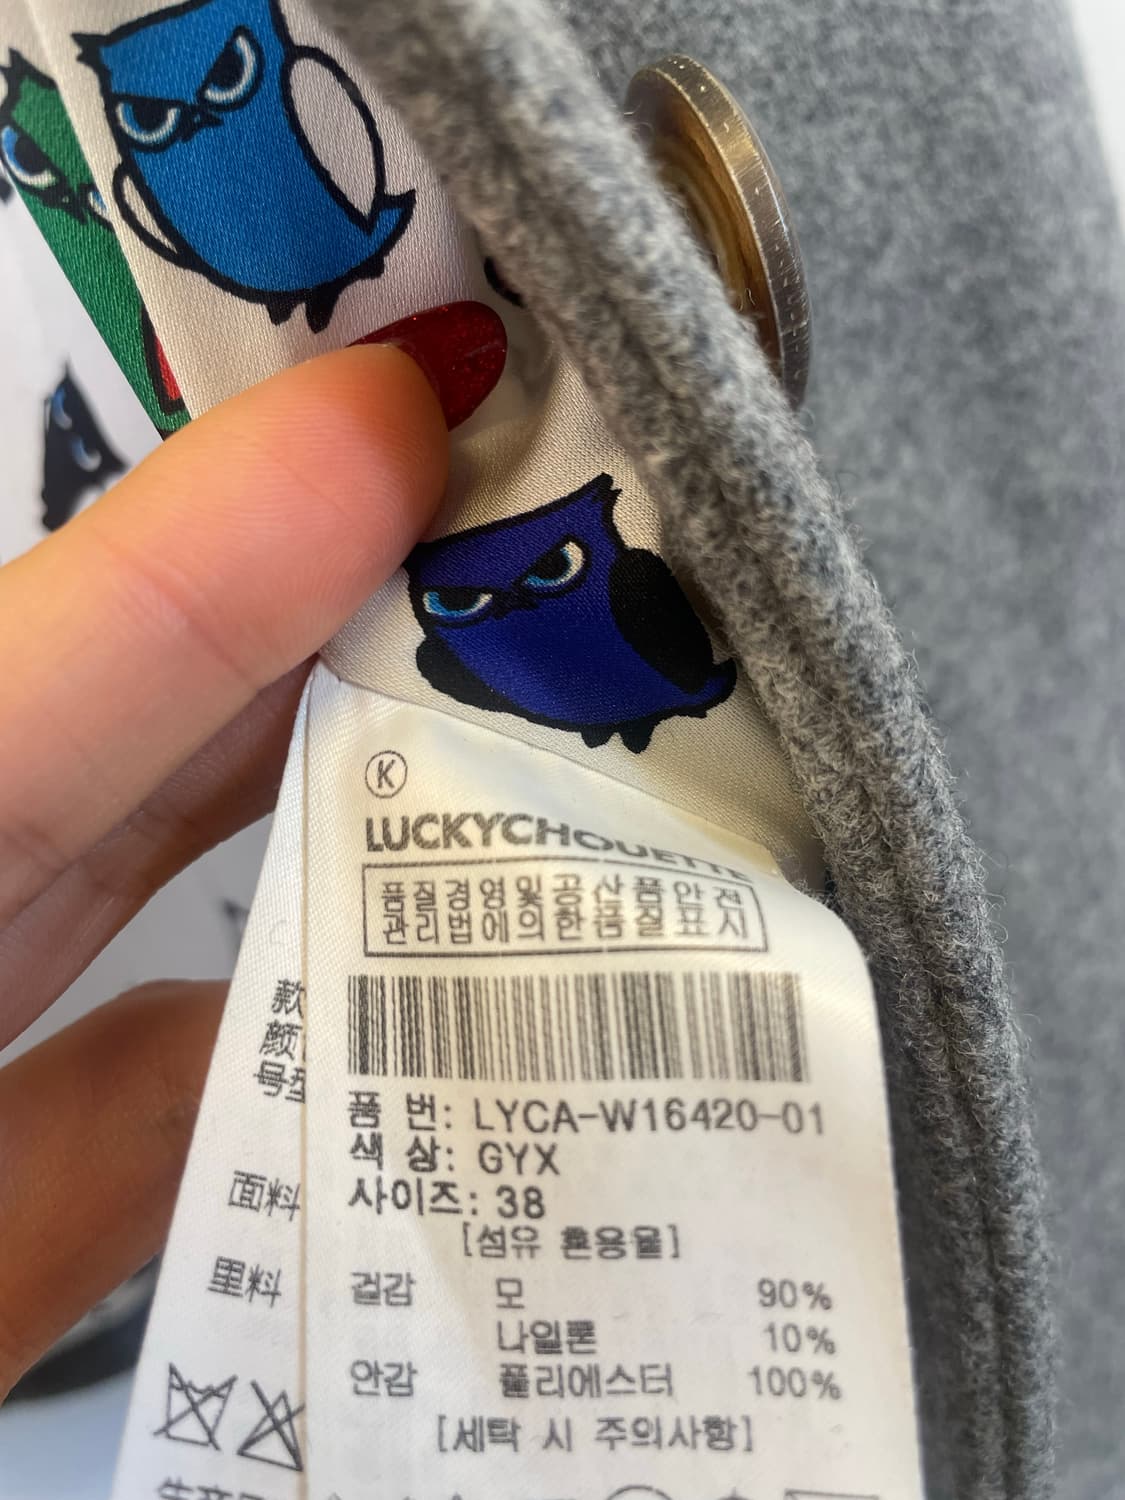 K
LUCKYCHOUETTE
품질경영및공산품안전
관리법에의한품질표시
품 번: LYCA-W16420-01
색 상: GYX
사이즈: 38
[섬유 혼용율]
겉감 모 90%
나일론 10%
안감 폴리에스터 100%
[세탁 시 주의사항]
款
颜
号型
面料
里料
生产